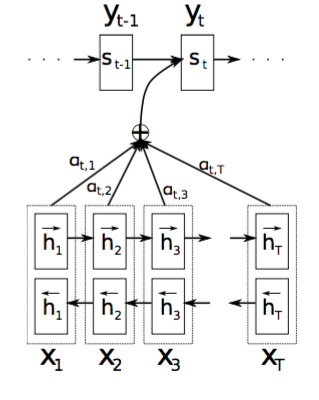 y_{t-1} y_t
. . . s_{t-1} s_t . . .
a_{t,1} a_{t,2} a_{t,3} a_{t,T}
\overrightarrow{h}_1 \overrightarrow{h}_2 \overrightarrow{h}_3 \overrightarrow{h}_T
\overleftarrow{h}_1 \overleftarrow{h}_2 \overleftarrow{h}_3 \overleftarrow{h}_T
x_1 x_2 x_3 x_T